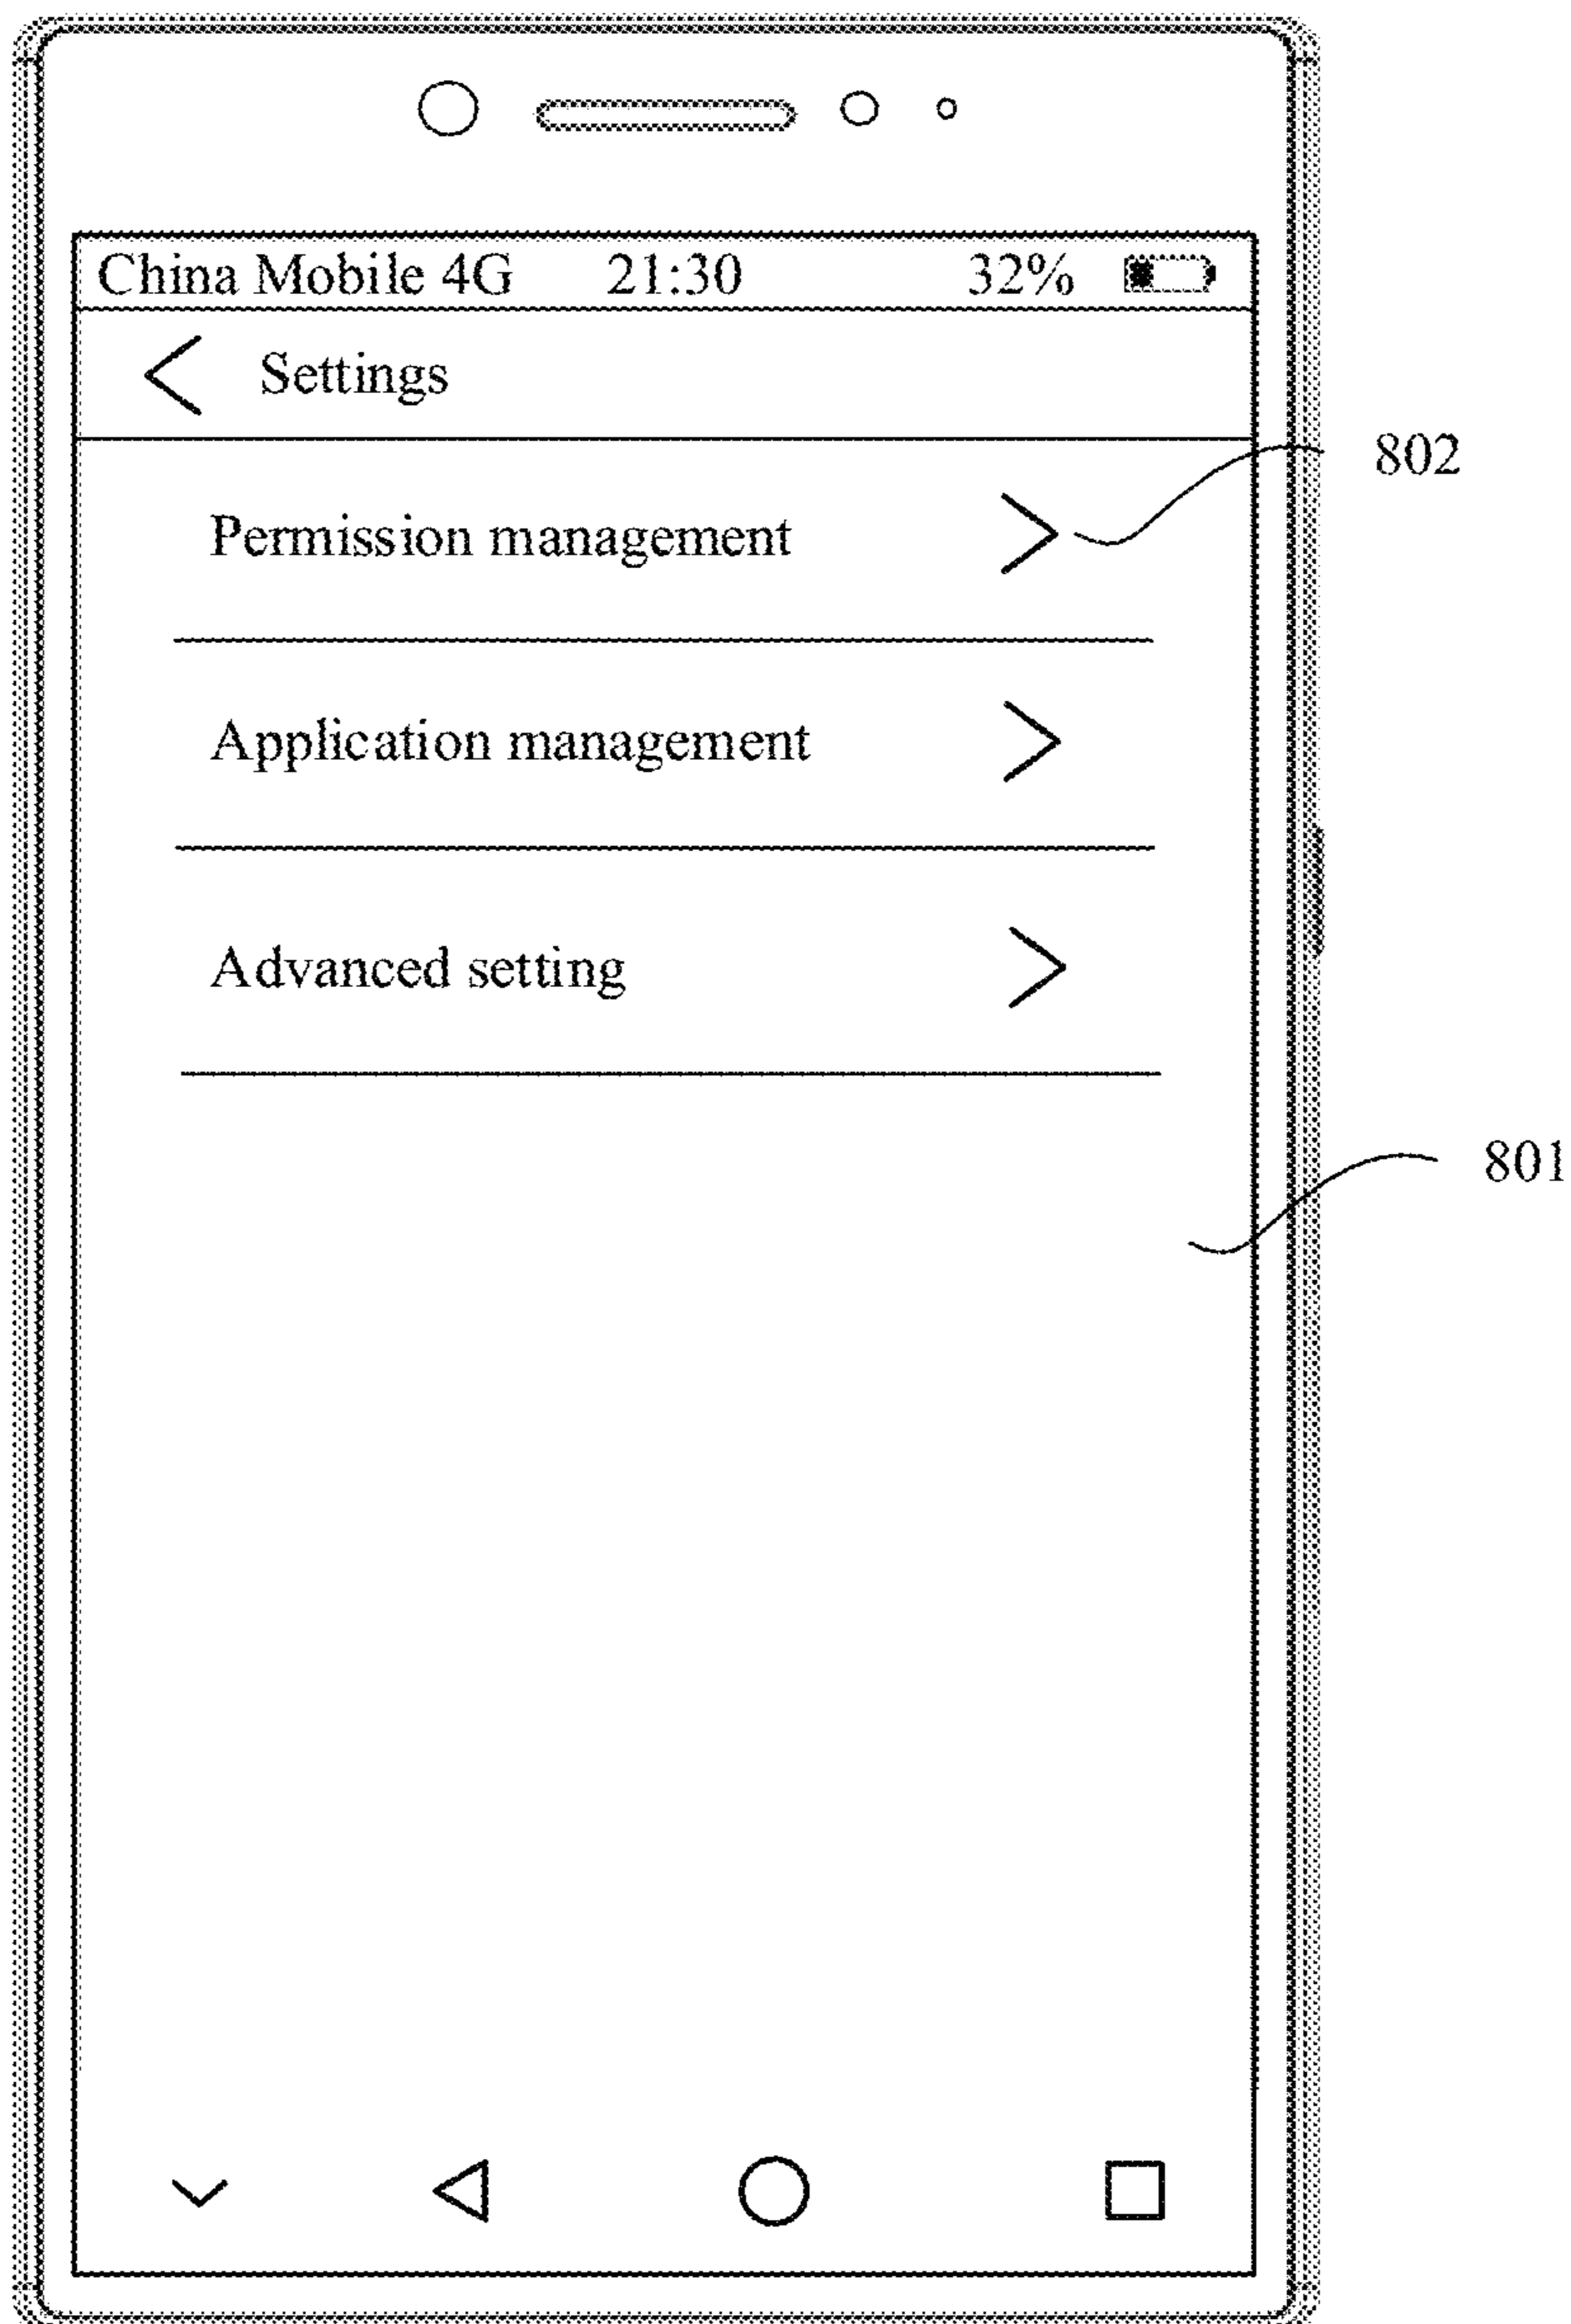 China Mobile 4G 21:30 32%
Settings
802
Permission management
Application management
Advanced setting
801